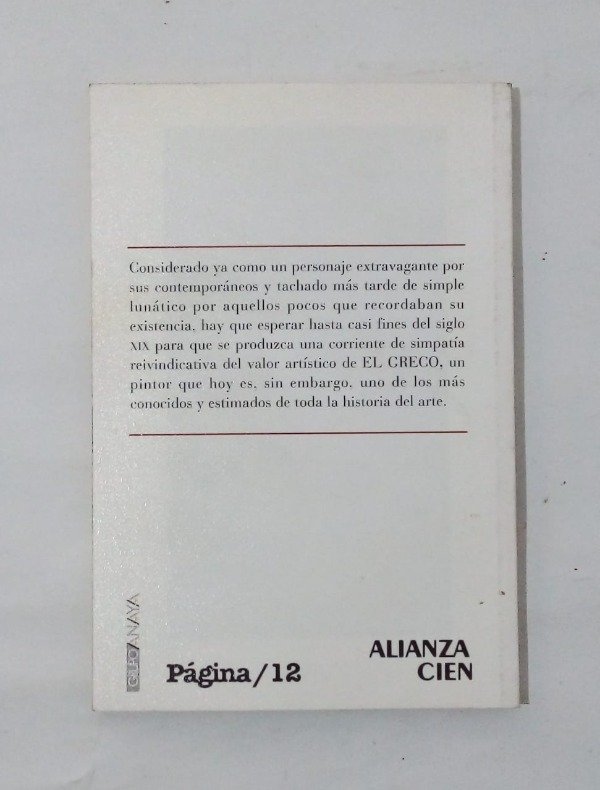 Considerado ya como un personaje extravagante por
sus contemporáneos y tachado más tarde de simple
lunático por aquellos pocos que recordaban su
existencia, hay que esperar hasta casi fines del siglo
XIX para que se produzca una corriente de simpatía
reivindicativa del valor artístico de EL GRECO, un
pintor que hoy es, sin embargo, uno de los más
conocidos y estimados de toda la historia del arte.
GRUPO ANAYA
Página/12
ALIANZA
CIEN